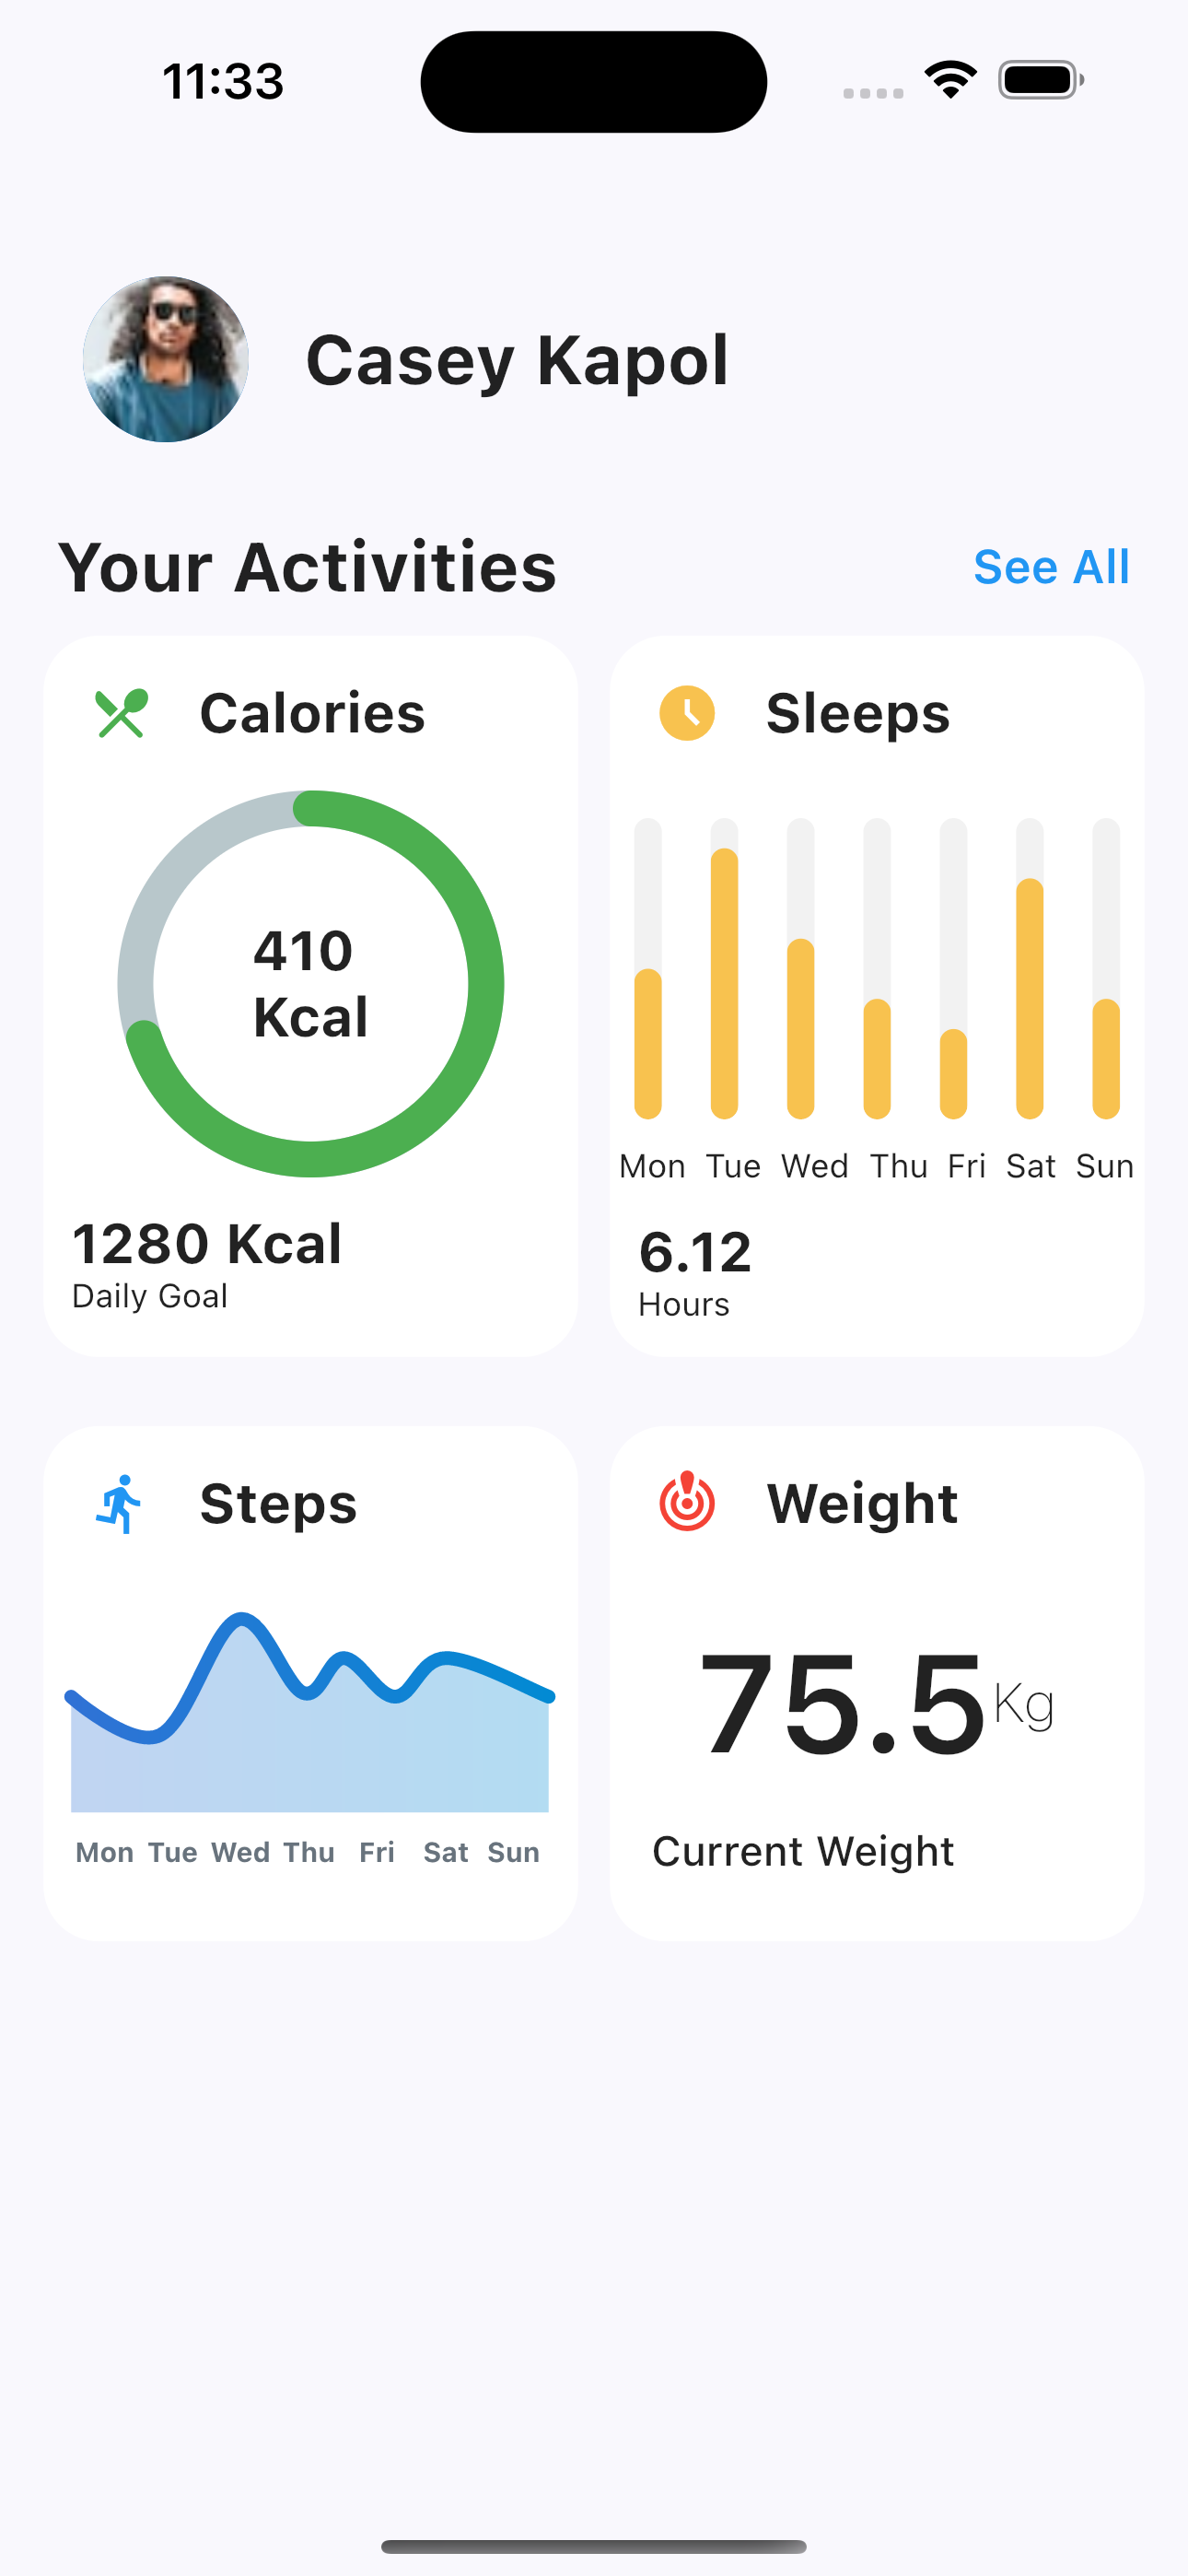 11:33
Casey Kapol
Your Activities
See All
Calories
410
Kcal
1280 Kcal
Daily Goal
Sleeps
Mon Tue Wed Thu Fri Sat Sun
6.12
Hours
Steps
Mon Tue Wed Thu Fri Sat Sun
Weight
75.5 Kg
Current Weight